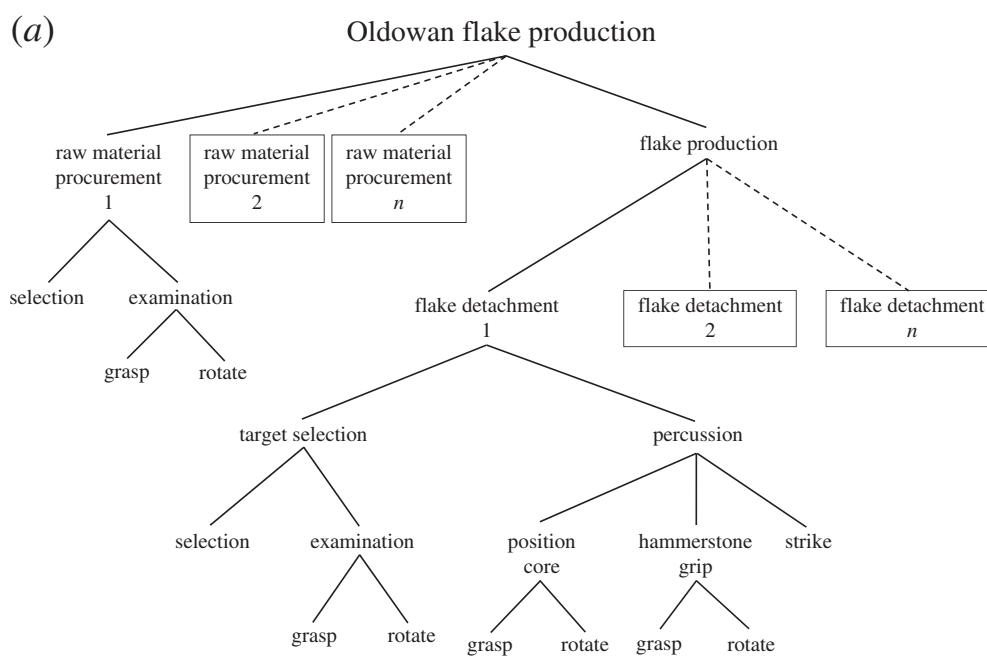 (a)
Oldowan flake production
raw material
procurement
1
raw material
procurement
2
raw material
procurement
n
flake production
selection
examination
grasp
rotate
flake detachment
1
flake detachment
2
flake detachment
n
target selection
percussion
selection
examination
position
core
hammerstone
grip
strike
grasp
rotate
grasp
rotate
grasp
rotate